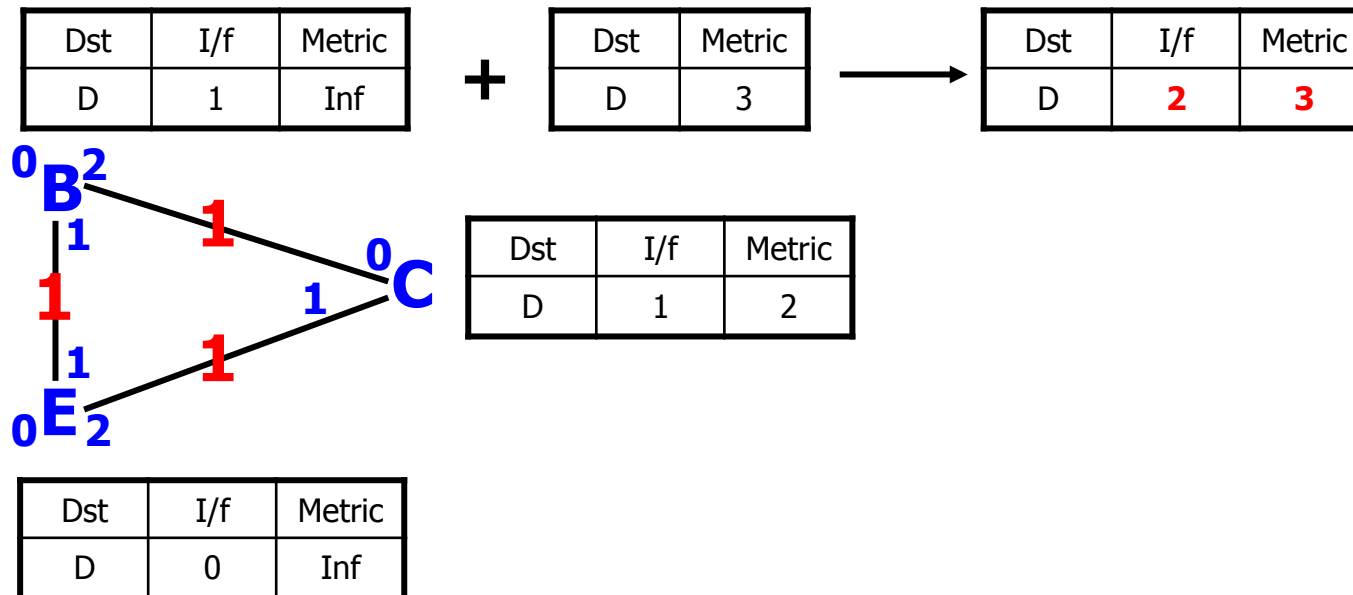 Dst I/f Metric
D 1 Inf
+
Dst Metric
D 3
Dst I/f Metric
D 2 3
0 B 2
1
1
1
0 C
1
1
1
0 E 2
Dst I/f Metric
D 1 2
Dst I/f Metric
D 0 Inf